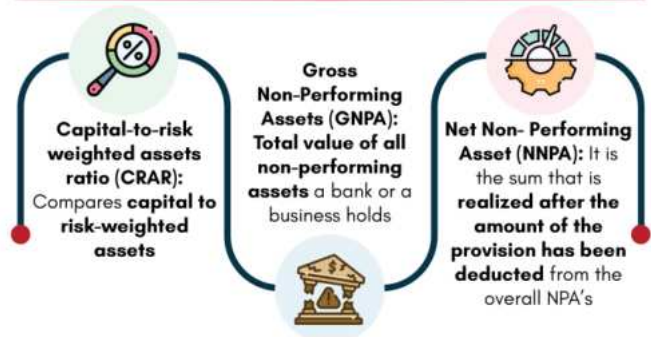 Capital-to-risk
weighted assets
ratio (CRAR):
Compares capital to
risk-weighted
assets
Gross
Non-Performing
Assets (GNPA):
Total value of all
non-performing
assets a bank or a
business holds
Net Non- Performing
Asset (NNPA): It is
the sum that is
realized after the
amount of the
provision has been
deducted from the
overall NPA's